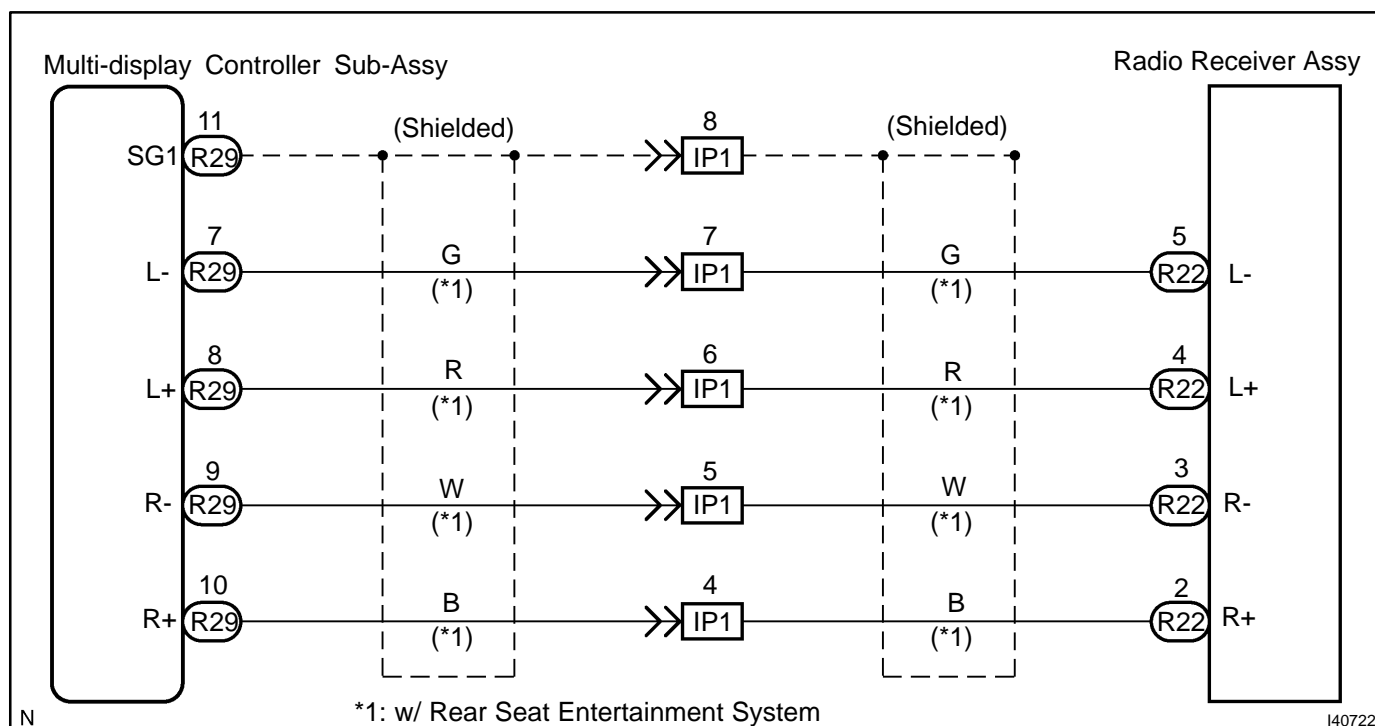 Multi-display Controller Sub-Assy
Radio Receiver Assy
11 (Shielded) 8 (Shielded)
SG1 R29 IP1
7 G 7 G 5
L- R29 (*1) IP1 (*1) R22 L-
8 R 6 R 4
L+ R29 (*1) IP1 (*1) R22 L+
9 W 5 W 3
R- R29 (*1) IP1 (*1) R22 R-
10 B 4 B 2
R+ R29 (*1) IP1 (*1) R22 R+
N *1: w/ Rear Seat Entertainment System I40722